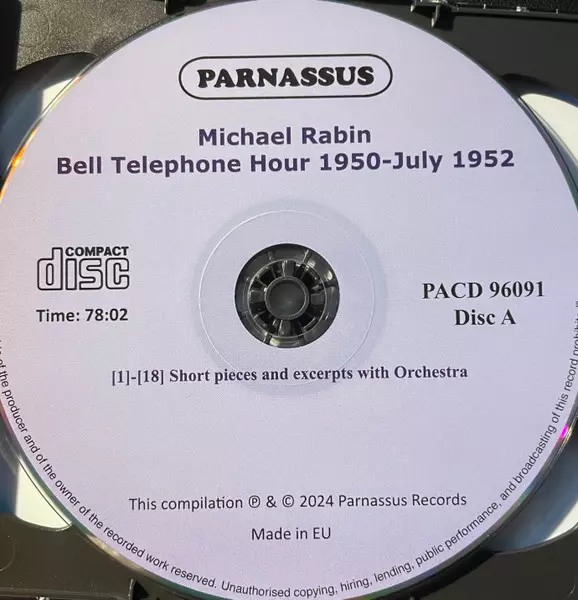 PARNASSUS
Michael Rabin
Bell Telephone Hour 1950-July 1952
COMPACT
disc
Time: 78:02
PACD 96091
Disc A
[1]-[18] Short pieces and excerpts with Orchestra
This compilation ℗ & © 2024 Parnassus Records
Made in EU
of the producer and of the owner of the recorded work reserved. Unauthorised copying, hiring, lending, public performance, and broadcasting of this record